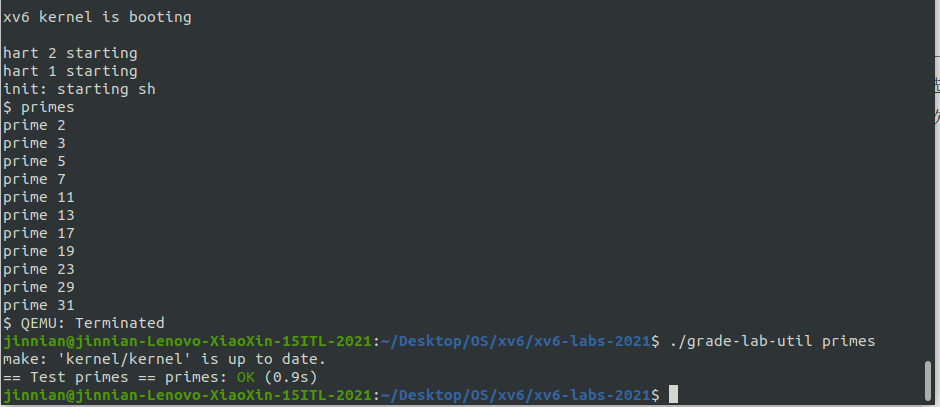 xv6 kernel is booting
hart 2 starting
hart 1 starting
init: starting sh
$ primes
prime 2
prime 3
prime 5
prime 7
prime 11
prime 13
prime 17
prime 19
prime 23
prime 29
prime 31
$ QEMU: Terminated
jinnian@jinnian-Lenovo-XiaoXin-15ITL-2021:~/Desktop/OS/xv6/xv6-labs-2021$ ./grade-lab-util primes
make: 'kernel/kernel' is up to date.
== Test primes == primes: OK (0.9s)
jinnian@jinnian-Lenovo-XiaoXin-15ITL-2021:~/Desktop/OS/xv6/xv6-labs-2021$